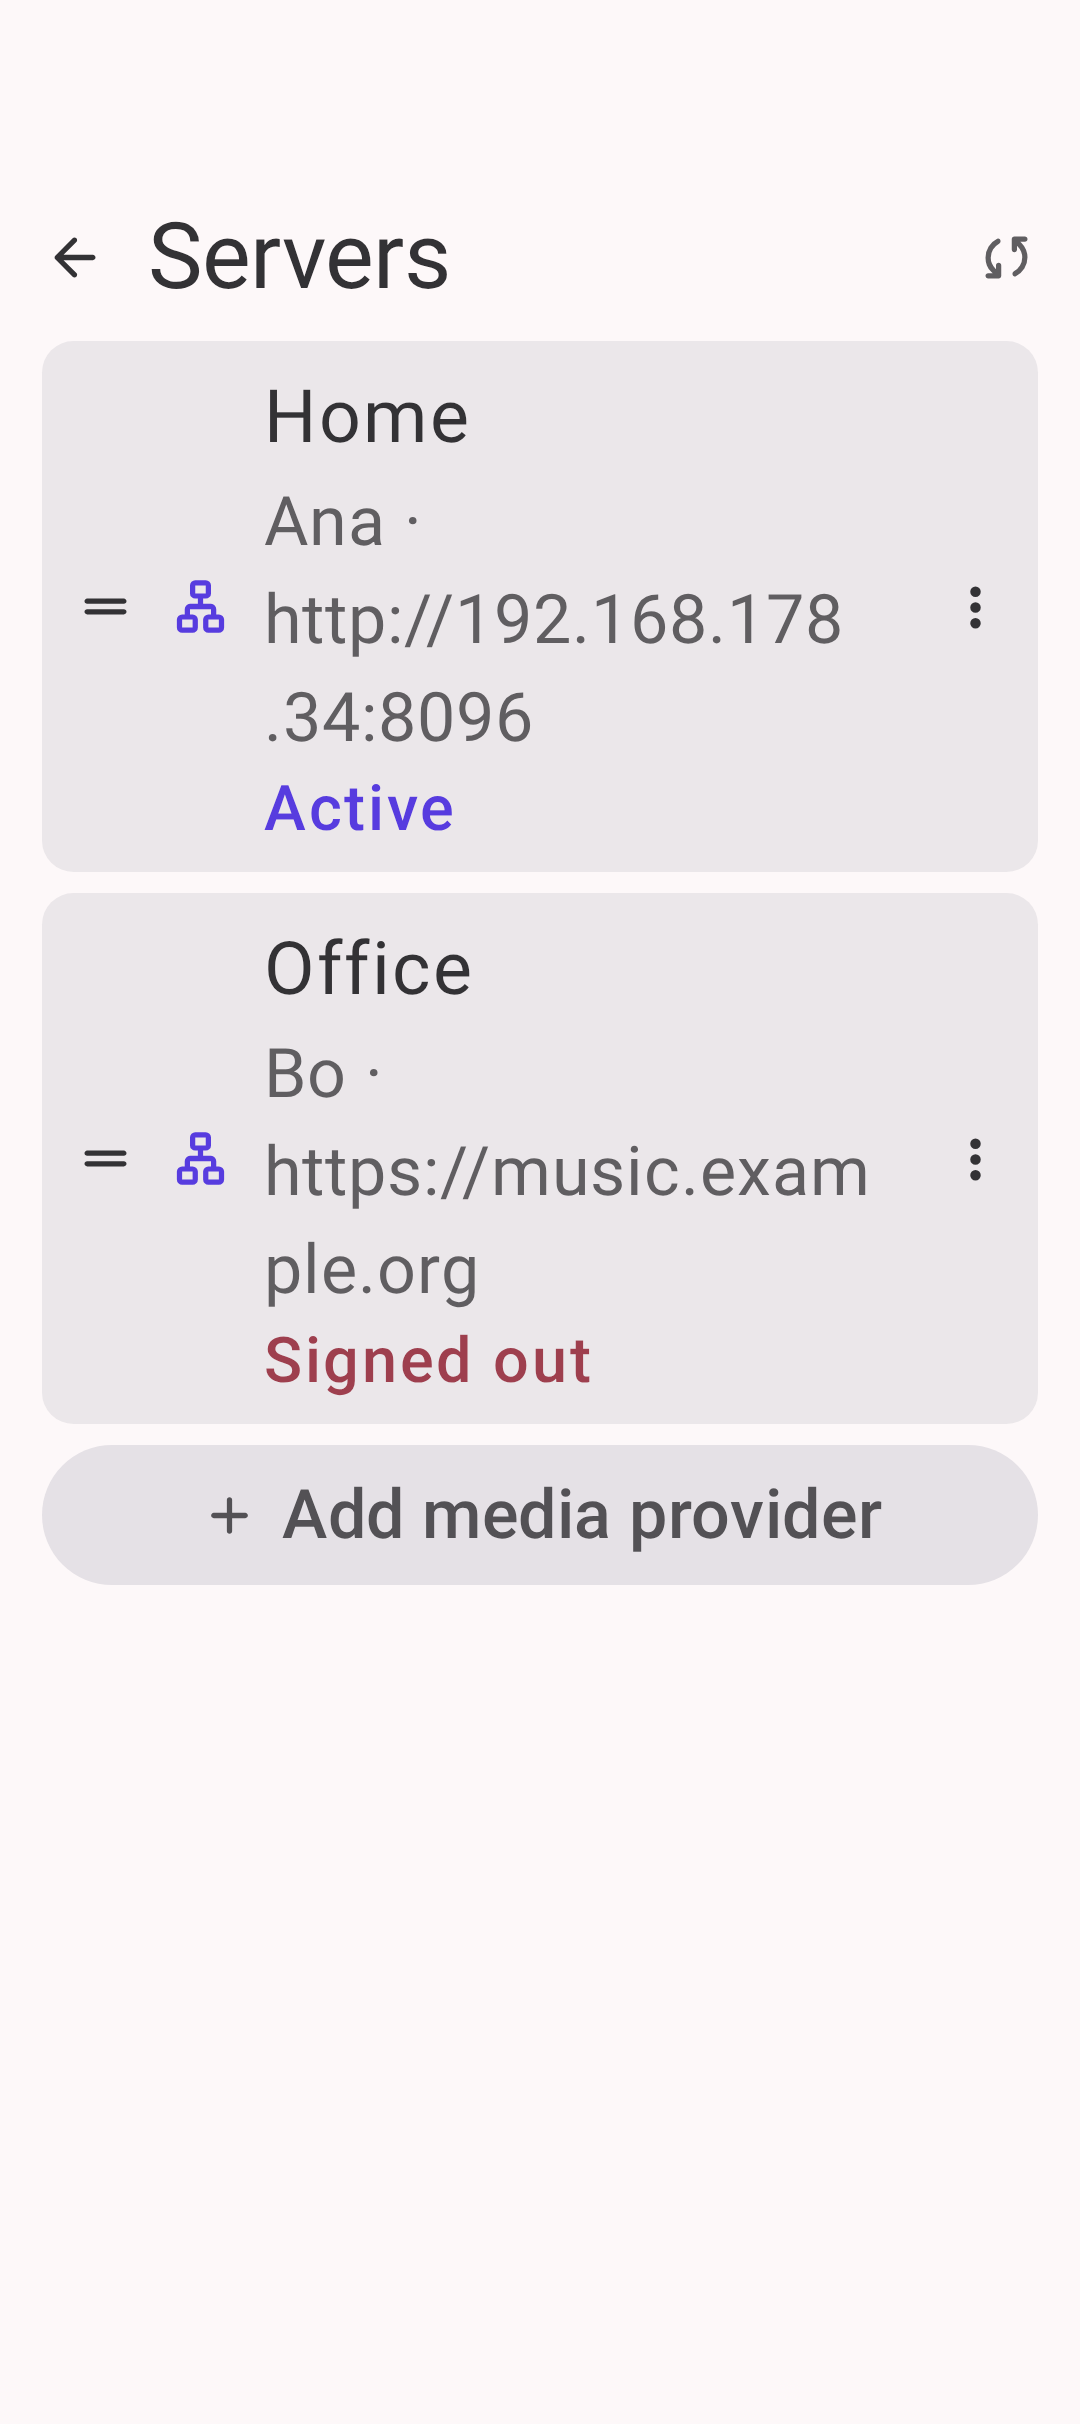 Servers
Home
Ana ·
http://192.168.178
.34:8096
Active
Office
Bo ·
https://music.exam
ple.org
Signed out
Add media provider